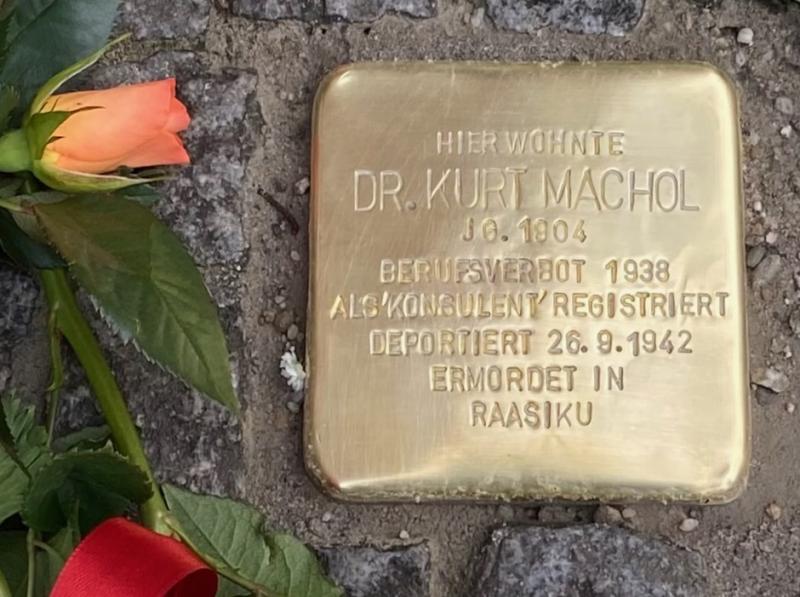 HIER WOHNTE
DR. KURT MACHOL
JG. 1904
BERUFSVERBOT 1938
ALS 'KONSULENT' REGISTRIERT
DEPORTIERT 26.9.1942
ERMORDET IN
RAASIKU